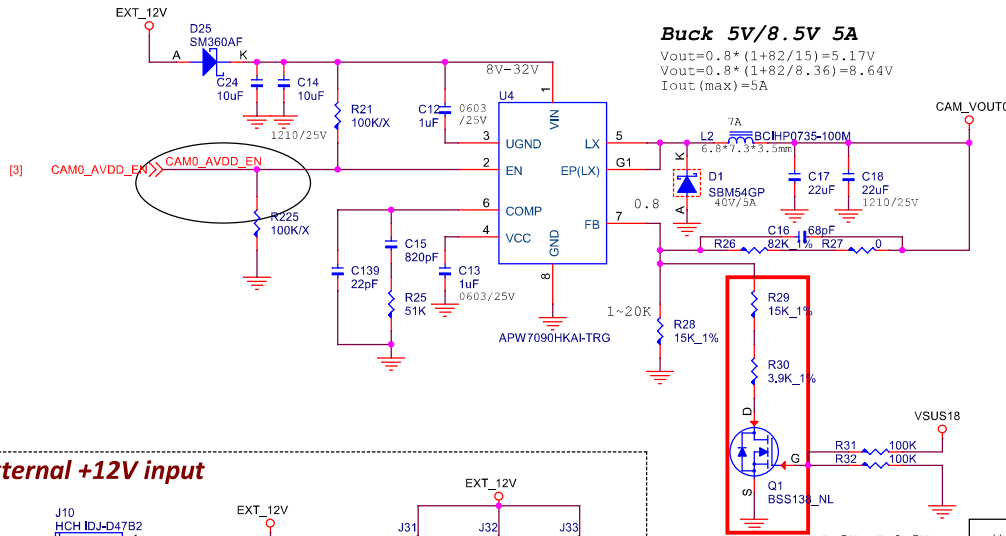 EXT_12V
D25
SM360AF
A
K
C24
10uF
C14
10uF
1210/25V
R21
100K/X
C12
1uF
0603
/25V
8V-32V
U4
1
VIN
3
UGND
2
EN
6
COMP
4
VCC
GND
8
LX
5
EP(LX)
G1
FB
7
APW7090HKAI-TRG
Buck 5V/8.5V 5A
Vout=0.8*(1+82/15)=5.17V
Vout=0.8*(1+82/8.36)=8.64V
Iout(max)=5A
CAM_VOUT0
7A
L2
BCIHP0735-100M
6.8*7.3*3.5mm
K
D1
SBM54GP
40V/5A
A
C17
22uF
C18
22uF
1210/25V
0.8
C16
68pF
R26
82K_1%
R27
0
[3]
CAM0_AVDD_EN
CAM0_AVDD_EN
R225
100K/X
C139
22pF
C15
820pF
R25
51K
C13
1uF
0603/25V
1~20K
R28
15K_1%
R29
15K_1%
R30
3.9K_1%
D
G
S
Q1
BSS138_NL
VSUS18
R31
100K
R32
100K
xternal +12V input
J10
HCH IDJ-D47B2
EXT_12V
EXT_12V
J31
J32
J33